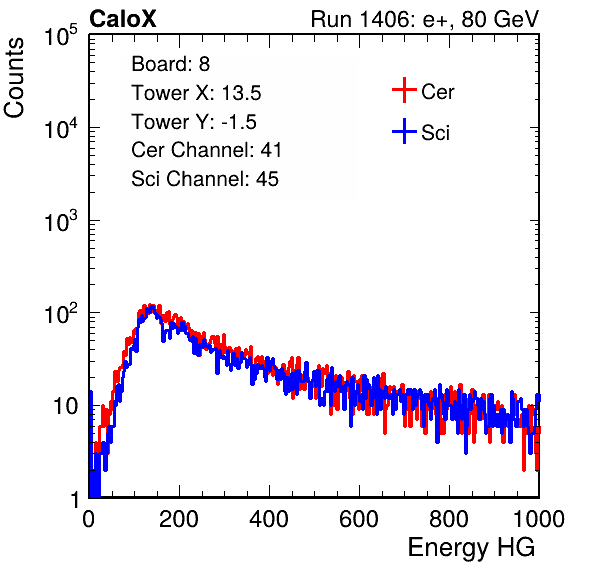 CaloX Run 1406: e+, 80 GeV
Counts
10^5
10^4
10^3
10^2
10
1
Board: 8
Tower X: 13.5
Tower Y: -1.5
Cer Channel: 41
Sci Channel: 45
Cer
Sci
0 200 400 600 800 1000
Energy HG